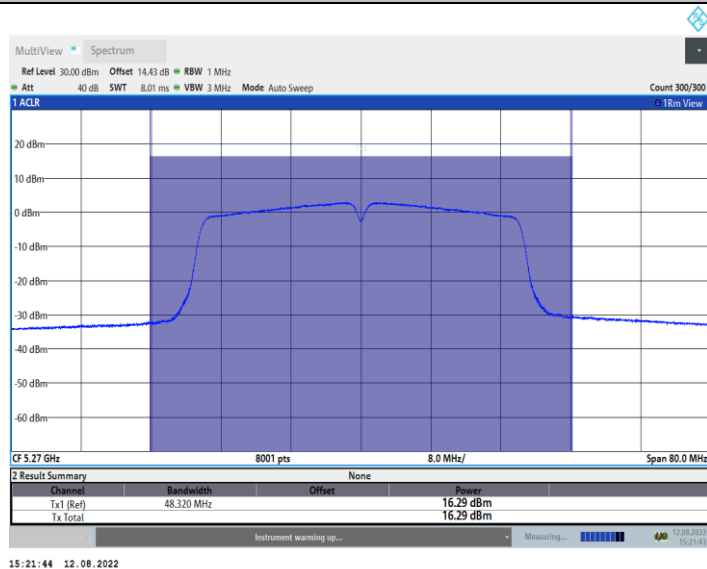 MultiView Spectrum
Ref Level 30.00 dBm Offset 14.43 dB RBW 1 MHz
Att 40 dB SWT 8.01 ms VBW 3 MHz Mode Auto Sweep Count 300/300
1 ACLR 1Rm View
20 dBm
10 dBm
0 dBm
-10 dBm
-20 dBm
-30 dBm
-40 dBm
-50 dBm
-60 dBm
CF 5.27 GHz 8001 pts 8.0 MHz/ Span 80.0 MHz
2 Result Summary None
Channel Bandwidth Offset Power
Tx1 (Ref) 48.320 MHz 16.29 dBm
Tx Total 16.29 dBm
Instrument warming up... Measuring... 12.08.2022
15:21:43
15:21:44 12.08.2022